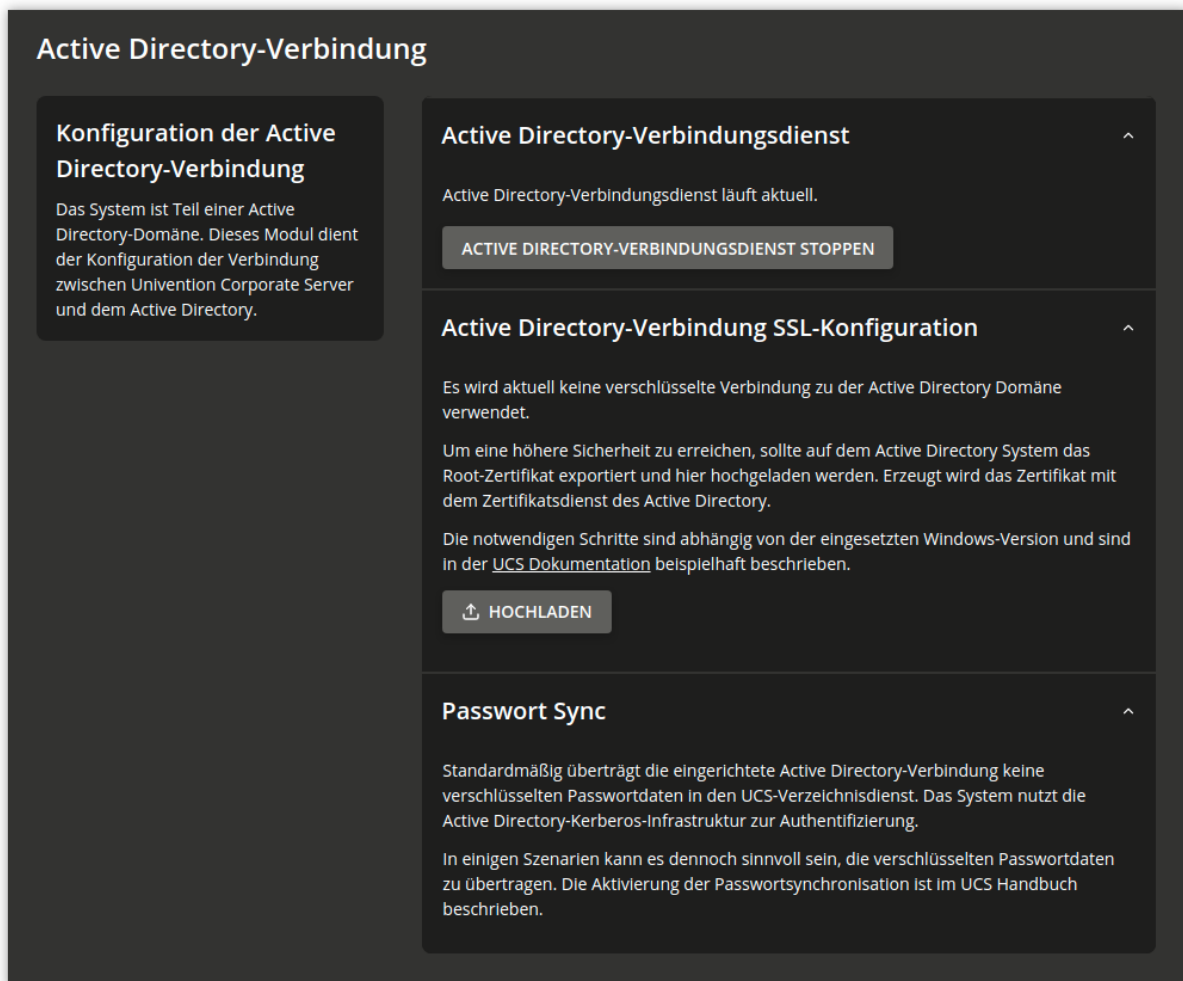 Active Directory-Verbindung
Konfiguration der Active
Directory-Verbindung
Das System ist Teil einer Active
Directory-Domäne. Dieses Modul dient
der Konfiguration der Verbindung
zwischen Univention Corporate Server
und dem Active Directory.
Active Directory-Verbindungsdienst
Active Directory-Verbindungsdienst läuft aktuell.
ACTIVE DIRECTORY-VERBINDUNGSDIENST STOPPEN
Active Directory-Verbindung SSL-Konfiguration
Es wird aktuell keine verschlüsselte Verbindung zu der Active Directory Domäne
verwendet.
Um eine höhere Sicherheit zu erreichen, sollte auf dem Active Directory System das
Root-Zertifikat exportiert und hier hochgeladen werden. Erzeugt wird das Zertifikat mit
dem Zertifikatsdienst des Active Directory.
Die notwendigen Schritte sind abhängig von der eingesetzten Windows-Version und sind
in der UCS Dokumentation beispielhaft beschrieben.
HOCHLADEN
Passwort Sync
Standardmäßig überträgt die eingerichtete Active Directory-Verbindung keine
verschlüsselten Passwortdaten in den UCS-Verzeichnisdienst. Das System nutzt die
Active Directory-Kerberos-Infrastruktur zur Authentifizierung.
In einigen Szenarien kann es dennoch sinnvoll sein, die verschlüsselten Passwortdaten
zu übertragen. Die Aktivierung der Passwortsynchronisation ist im UCS Handbuch
beschrieben.